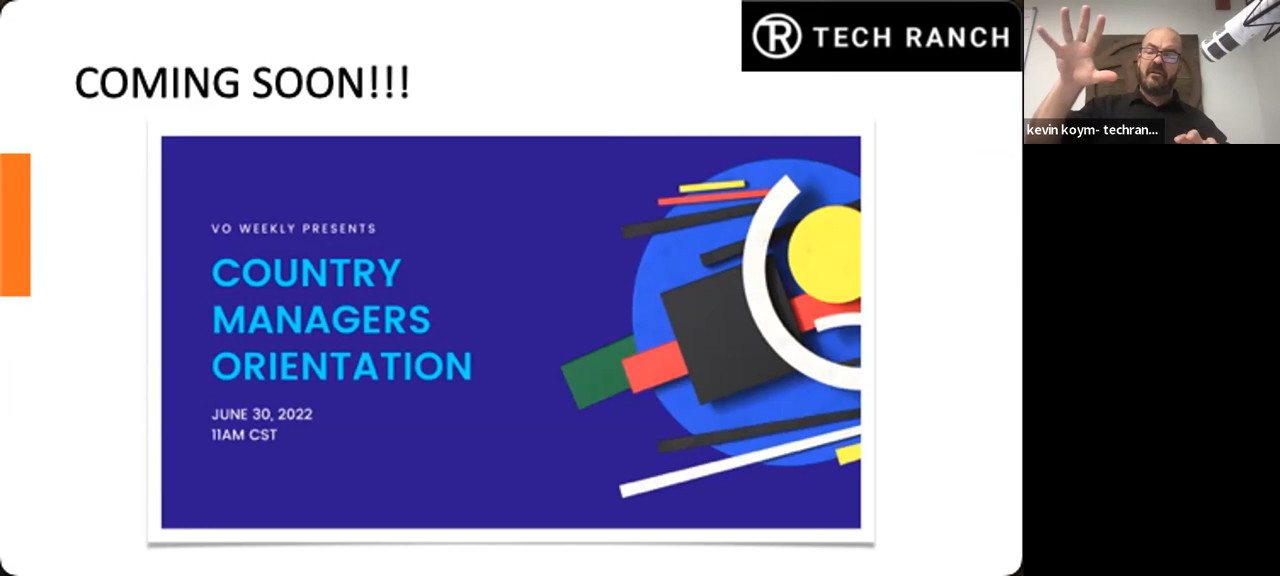 TECH RANCH
COMING SOON!!!
VO WEEKLY PRESENTS
COUNTRY
MANAGERS
ORIENTATION
JUNE 30, 2022
11AM CST
kevin koym- techran...